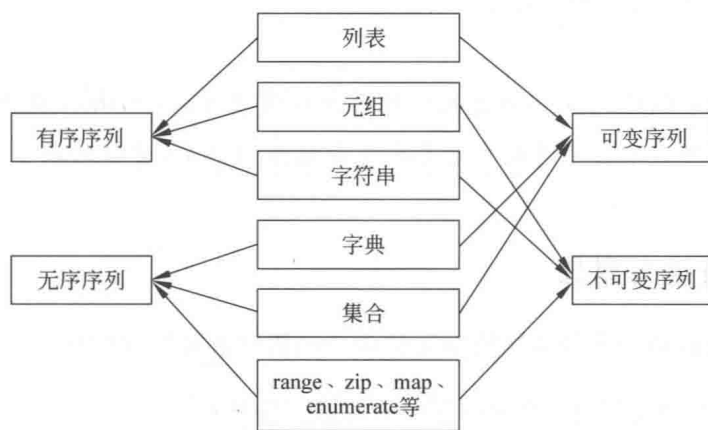 列表
元组
有序序列
可变序列
字符串
字典
无序序列
不可变序列
集合
range、zip、map、
enumerate等